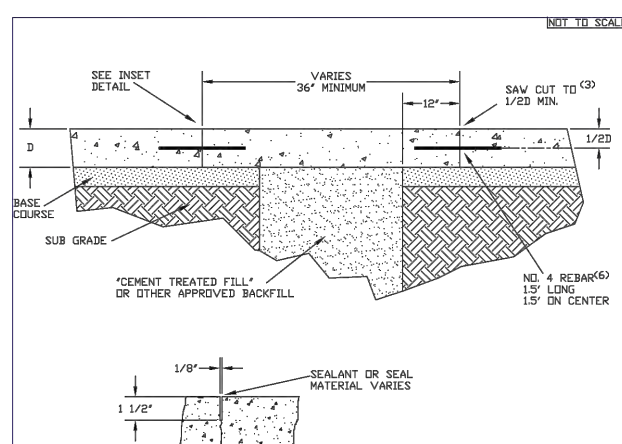 NOT TO SCAL
SEE INSET
DETAIL
VARIES
36" MINIMUM
12"
SAW CUT TO (3)
1/2D MIN.
D
1/2D
BASE
COURSE
SUB GRADE
"CEMENT TREATED FILL"
OR OTHER APPROVED BACKFILL
NO. 4 REBAR(6)
1.5' LONG
1.5' ON CENTER
1/8"
SEALANT OR SEAL
MATERIAL VARIES
1 1/2"